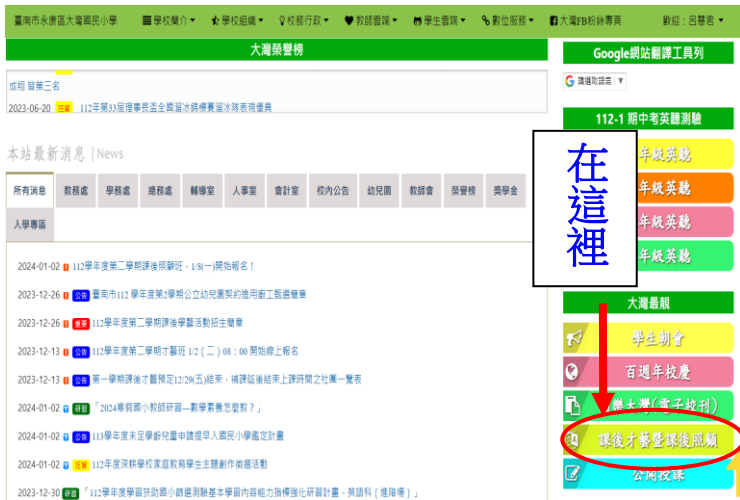 臺南市永康區大灣國民小學 學校簡介▼ 學校組織▼ 校務行政▼ 教師雲端▼ 學生雲端▼ 數位服務▼ 大灣FB粉絲專頁 歡迎：呂慧君▼
大灣榮譽榜
成翔 皆第三名
2023-06-20 狂賀 112年第33屆理事長盃全國溜冰錦標賽溜冰隊表現優異
本站最新消息 | News
所有消息 教務處 學務處 總務處 輔導室 人事室 會計室 校內公告 幼兒園 教師會 榮譽榜 獎學金
入學專區
2024-01-02 112學年度第二學期課後照顧班，1/8(一)開始報名！
2023-12-26 公告 臺南市112 學年度第2學期公立幼兒園契約進用廚工甄選簡章
2023-12-26 重要 112學年度第二學期課後學藝活動招生簡章
2023-12-13 公告 112學年度第二學期才藝班 1/2 ( 二 ) 08：00 開始線上報名
2023-12-13 公告 第一學期課後才藝預定12/29(五)結束，補課延後結束上課時間之社團一覽表
2024-01-02 研習 「2024寒假國小教師研習—數學素養怎麼教？」
2024-01-02 公告 113學年度未足學齡兒童申請提早入國民小學鑑定計畫
2024-01-02 狂賀 112年度深耕學校家庭教育學生主題創作徵選活動
2023-12-30 研習 「112年度學習扶助國小師選測驗基本學習內容能力指標強化研習計畫 - 英語科 ( 進階場 ) 」
Google網站翻譯工具列
請選取語言 ▼
112-1 期中考英聽測驗
年級英聽
年級英聽
年級英聽
年級英聽
在這裡
大灣最靚
學生朝會
百週年校慶
樂大灣(電子校刊)
課後才藝暨課後照顧
公開授課